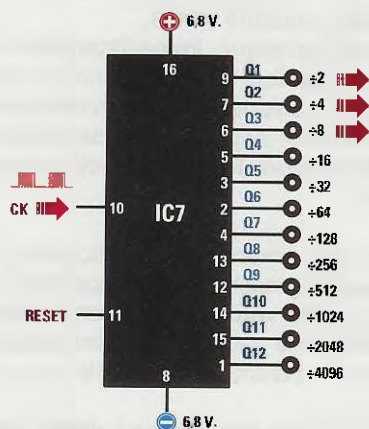 + 6,8 V.
16
9 Q1 ÷2
7 Q2 ÷4
6 Q3 ÷8
5 Q4 ÷16
3 Q5 ÷32
CK 10 IC7 2 Q6 ÷64
4 Q7 ÷128
13 Q8 ÷256
12 Q9 ÷512
RESET 11 14 Q10 ÷1024
15 Q11 ÷2048
1 Q12 ÷4096
8
− 6,8 V.